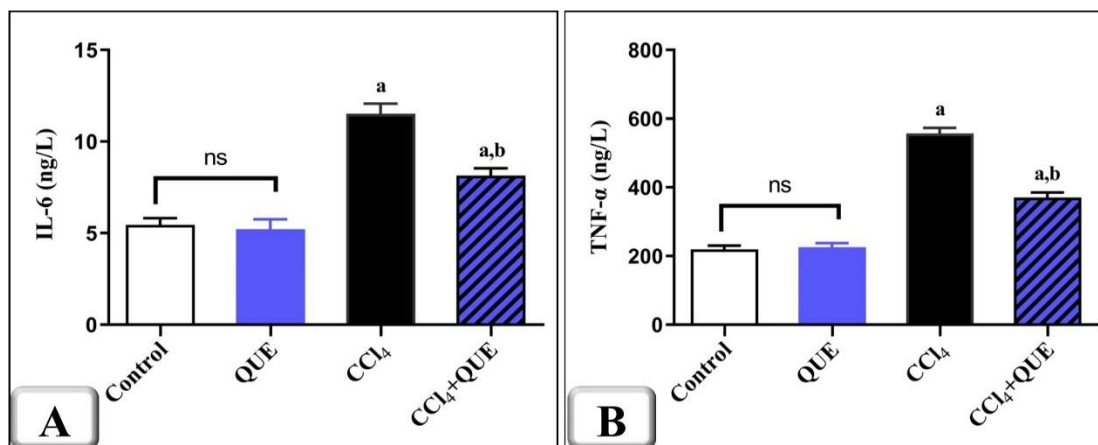 15
10
5
0
IL-6 (ng/L)
ns
a
a,b
Control
QUE
CCl₄
CCl₄+QUE
A
800
600
400
200
0
TNF-α (ng/L)
ns
a
a,b
Control
QUE
CCl₄
CCl₄+QUE
B